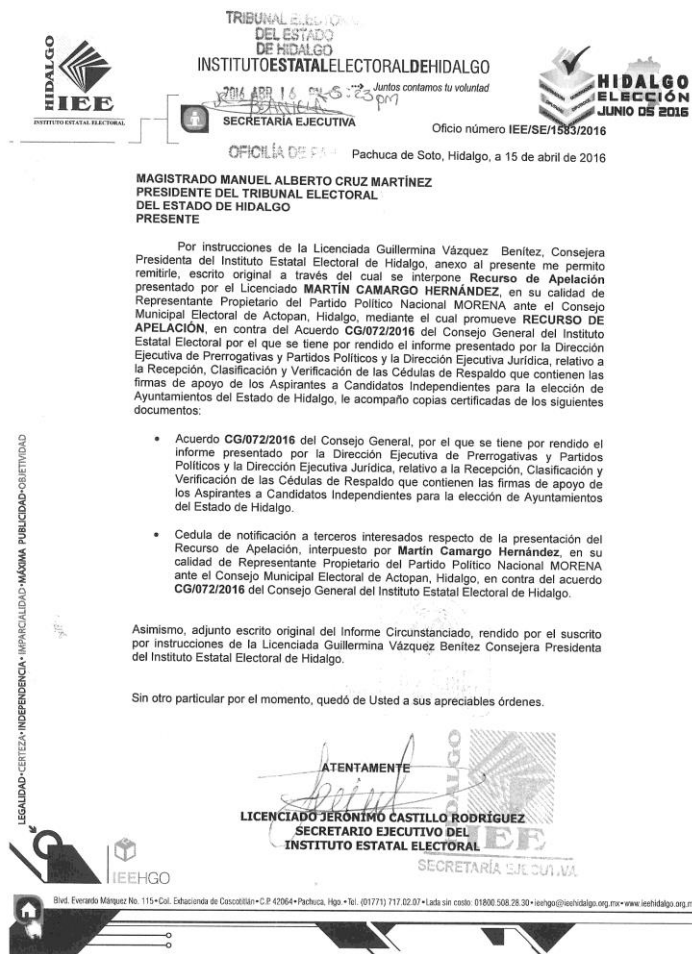 TRIBUNAL ELECTORAL
DEL ESTADO
DE HIDALGO
HIDALGO
IEE
INSTITUTO ESTATAL ELECTORAL
INSTITUTOESTATALELECTORALDEHIDALGO
Juntos contamos tu voluntad
2016 ABR 16 PM 5:23 pm
SECRETARÍA EJECUTIVA
HIDALGO
ELECCIÓN
JUNIO 05 2016
Oficio número IEE/SE/1583/2016
OFICILÍA DE
Pachuca de Soto, Hidalgo, a 15 de abril de 2016
MAGISTRADO MANUEL ALBERTO CRUZ MARTÍNEZ
PRESIDENTE DEL TRIBUNAL ELECTORAL
DEL ESTADO DE HIDALGO
PRESENTE
Por instrucciones de la Licenciada Guillermina Vázquez Benítez, Consejera
Presidenta del Instituto Estatal Electoral de Hidalgo, anexo al presente me permito
remitirle, escrito original a través del cual se interpone Recurso de Apelación
presentado por el Licenciado MARTÍN CAMARGO HERNÁNDEZ, en su calidad de
Representante Propietario del Partido Político Nacional MORENA ante el Consejo
Municipal Electoral de Actopan, Hidalgo, mediante el cual promueve RECURSO DE
APELACIÓN, en contra del Acuerdo CG/072/2016 del Consejo General del Instituto
Estatal Electoral por el que se tiene por rendido el informe presentado por la Dirección
Ejecutiva de Prerrogativas y Partidos Políticos y la Dirección Ejecutiva Jurídica, relativo a
la Recepción, Clasificación y Verificación de las Cédulas de Respaldo que contienen las
firmas de apoyo de los Aspirantes a Candidatos Independientes para la elección de
Ayuntamientos del Estado de Hidalgo, le acompaño copias certificadas de los siguientes
documentos:
• Acuerdo CG/072/2016 del Consejo General, por el que se tiene por rendido el
informe presentado por la Dirección Ejecutiva de Prerrogativas y Partidos
Políticos y la Dirección Ejecutiva Jurídica, relativo a la Recepción, Clasificación y
Verificación de las Cédulas de Respaldo que contienen las firmas de apoyo de
los Aspirantes a Candidatos Independientes para la elección de Ayuntamientos
del Estado de Hidalgo.
• Cedula de notificación a terceros interesados respecto de la presentación del
Recurso de Apelación, interpuesto por Martín Camargo Hernández, en su
calidad de Representante Propietario del Partido Político Nacional MORENA
ante el Consejo Municipal Electoral de Actopan, Hidalgo, en contra del acuerdo
CG/072/2016 del Consejo General del Instituto Estatal Electoral de Hidalgo.
Asimismo, adjunto escrito original del Informe Circunstanciado, rendido por el suscrito
por instrucciones de la Licenciada Guillermina Vázquez Benítez Consejera Presidenta
del Instituto Estatal Electoral de Hidalgo.
Sin otro particular por el momento, quedó de Usted a sus apreciables órdenes.
ATENTAMENTE
LICENCIADO JERÓNIMO CASTILLO RODRÍGUEZ
SECRETARIO EJECUTIVO DEL
INSTITUTO ESTATAL ELECTORAL
HIDALGO
IEE
SECRETARÍA EJECUTIVA
LEGALIDAD•CERTEZA•INDEPENDENCIA•IMPARCIALIDAD•MÁXIMA PUBLICIDAD•OBJETIVIDAD
IEEHGO
Blvd. Everardo Márquez No. 115•Col. Exhacienda de Coscotitlán•C.P. 42064•Pachuca, Hgo.•Tel. (01771) 717.02.07•Lada sin costo: 01800.508.28.30•ieehgo@ieehidalgo.org.mx•www.ieehidalgo.org.m